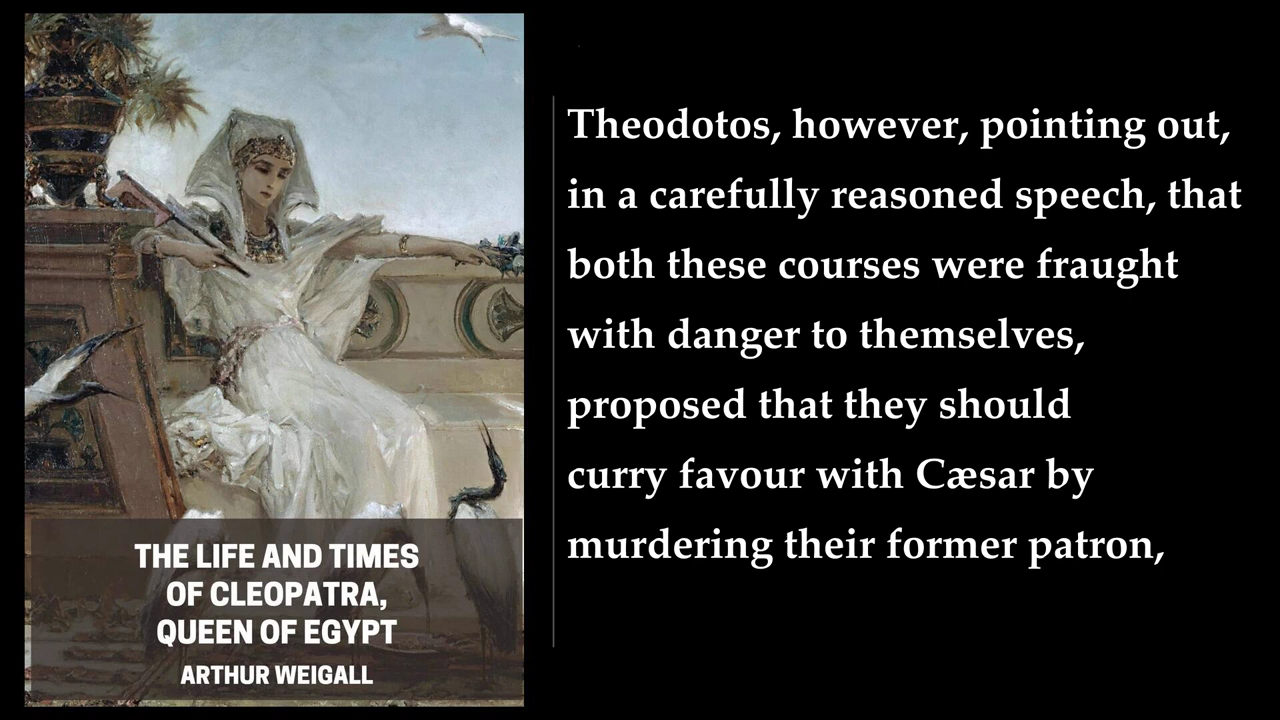 THE LIFE AND TIMES
OF CLEOPATRA,
QUEEN OF EGYPT
ARTHUR WEIGALL
Theodotos, however, pointing out,
in a carefully reasoned speech, that
both these courses were fraught
with danger to themselves,
proposed that they should
curry favour with Cæsar by
murdering their former patron,